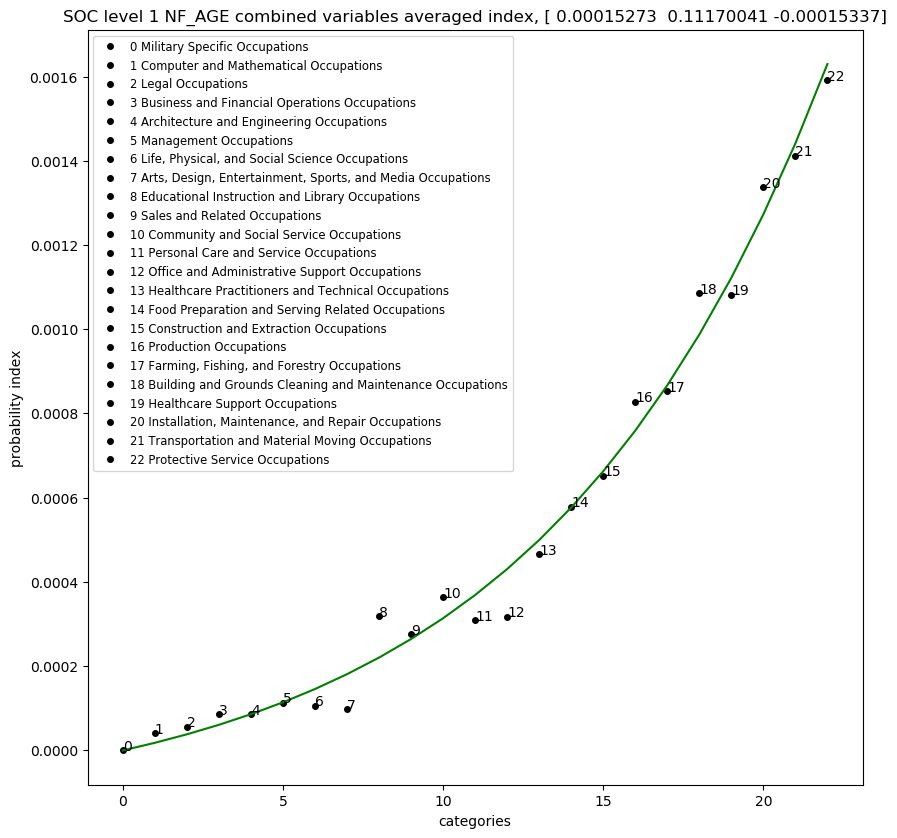 SOC level 1 NF_AGE combined variables averaged index, [ 0.00015273  0.11170041 -0.00015337]
0 Military Specific Occupations
1 Computer and Mathematical Occupations
2 Legal Occupations
3 Business and Financial Operations Occupations
4 Architecture and Engineering Occupations
5 Management Occupations
6 Life, Physical, and Social Science Occupations
7 Arts, Design, Entertainment, Sports, and Media Occupations
8 Educational Instruction and Library Occupations
9 Sales and Related Occupations
10 Community and Social Service Occupations
11 Personal Care and Service Occupations
12 Office and Administrative Support Occupations
13 Healthcare Practitioners and Technical Occupations
14 Food Preparation and Serving Related Occupations
15 Construction and Extraction Occupations
16 Production Occupations
17 Farming, Fishing, and Forestry Occupations
18 Building and Grounds Cleaning and Maintenance Occupations
19 Healthcare Support Occupations
20 Installation, Maintenance, and Repair Occupations
21 Transportation and Material Moving Occupations
22 Protective Service Occupations
probability index
0.0016
0.0014
0.0012
0.0010
0.0008
0.0006
0.0004
0.0002
0.0000
0
1
2
3
4
5
6
7
8
9
10
11
12
13
14
15
16
17
18
19
20
21
22
0
5
10
15
20
categories